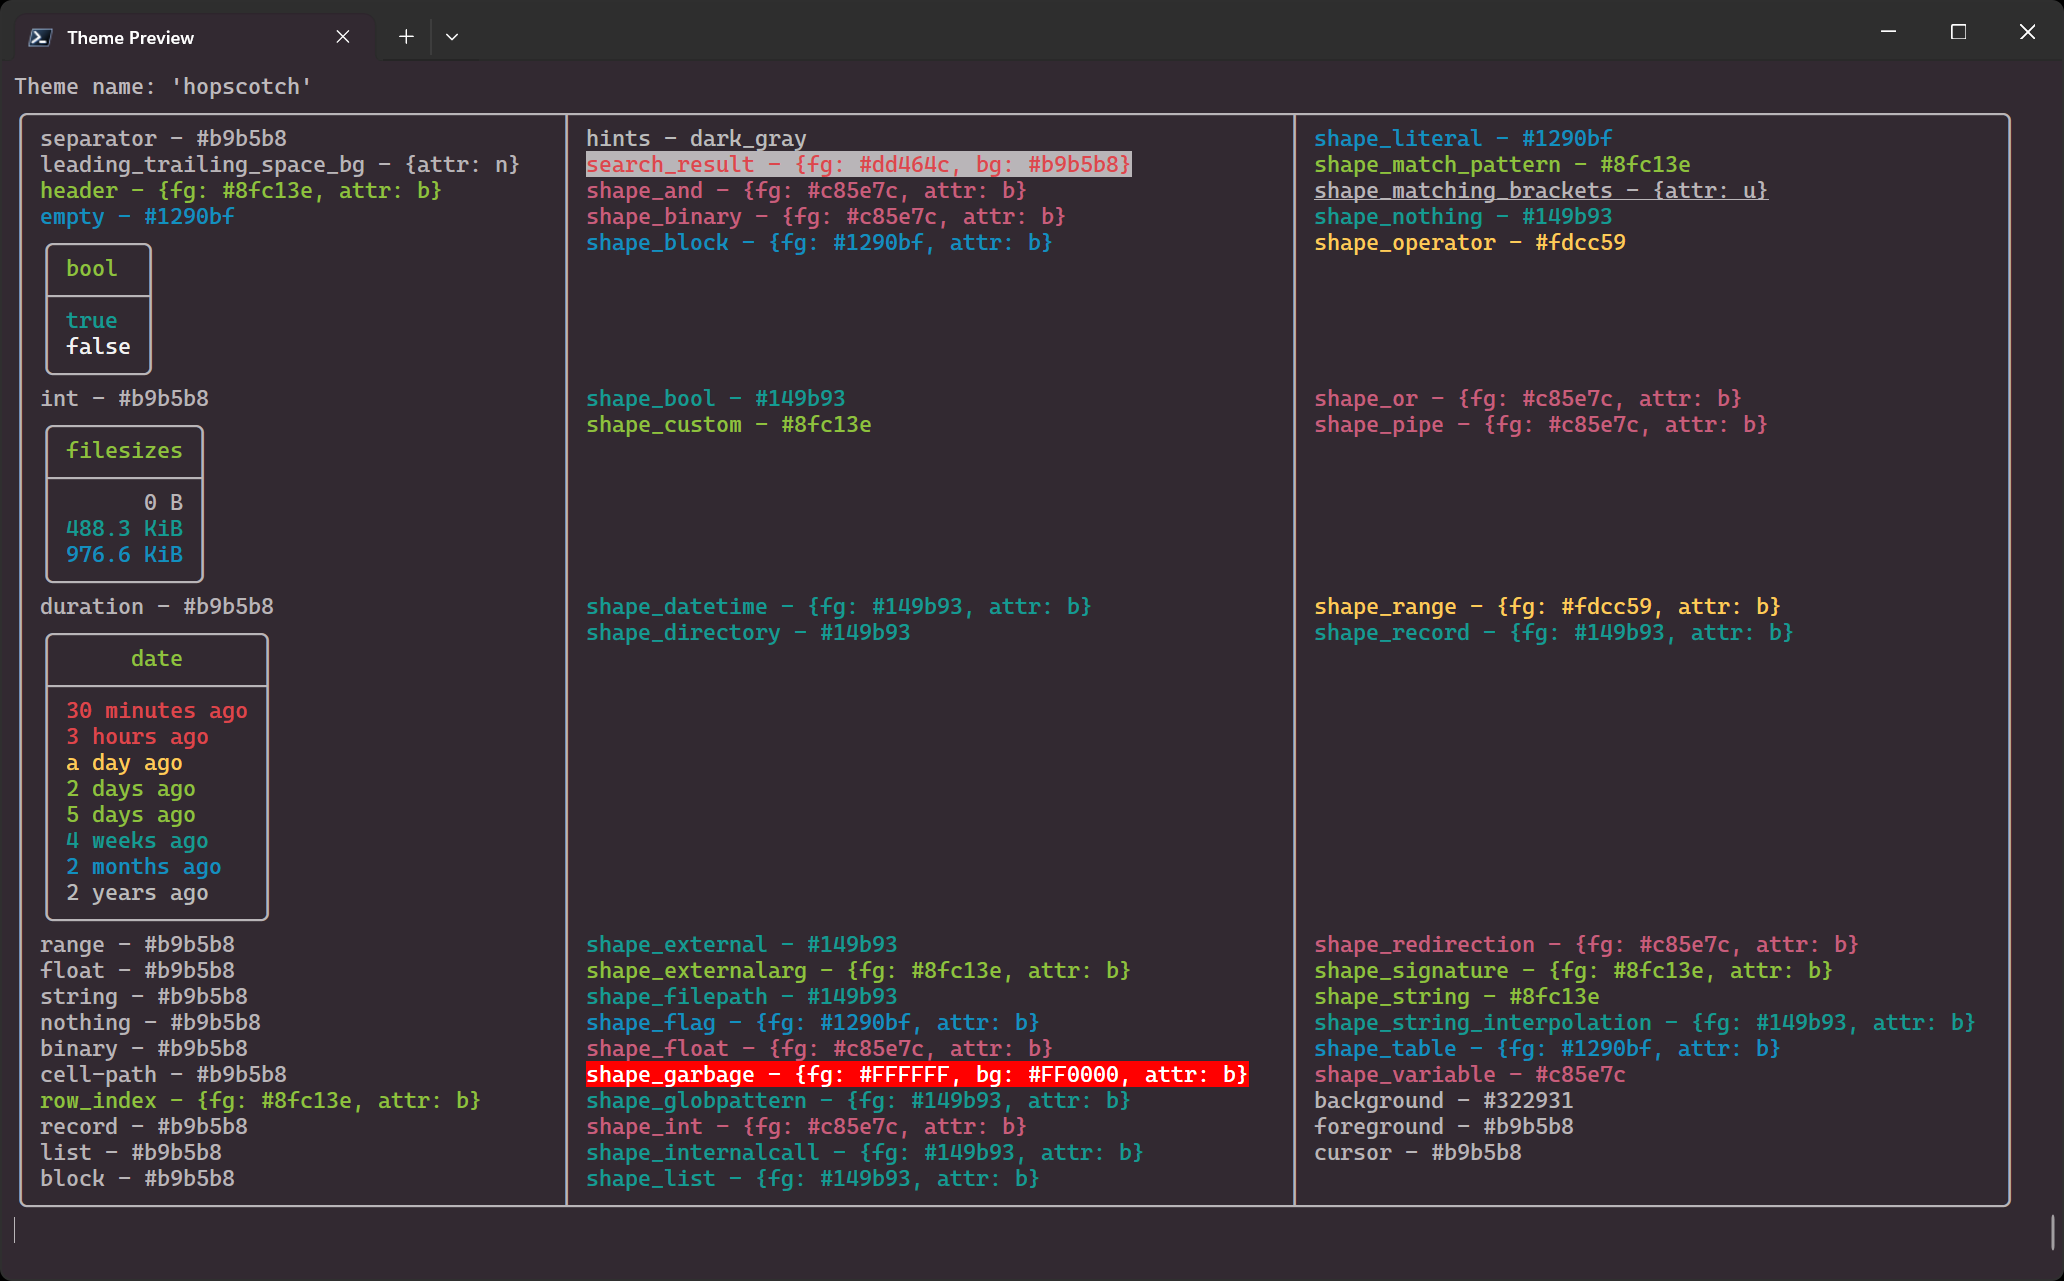 Theme Preview
Theme name: 'hopscotch'
separator - #b9b5b8
leading_trailing_space_bg - {attr: n}
header - {fg: #8fc13e, attr: b}
empty - #1290bf
bool
true
false
int - #b9b5b8
filesizes
0 B
488.3 KiB
976.6 KiB
duration - #b9b5b8
date
30 minutes ago
3 hours ago
a day ago
2 days ago
5 days ago
4 weeks ago
2 months ago
2 years ago
range - #b9b5b8
float - #b9b5b8
string - #b9b5b8
nothing - #b9b5b8
binary - #b9b5b8
cell-path - #b9b5b8
row_index - {fg: #8fc13e, attr: b}
record - #b9b5b8
list - #b9b5b8
block - #b9b5b8
hints - dark_gray
search_result - {fg: #dd464c, bg: #b9b5b8}
shape_and - {fg: #c85e7c, attr: b}
shape_binary - {fg: #c85e7c, attr: b}
shape_block - {fg: #1290bf, attr: b}
shape_bool - #149b93
shape_custom - #8fc13e
shape_datetime - {fg: #149b93, attr: b}
shape_directory - #149b93
shape_external - #149b93
shape_externalarg - {fg: #8fc13e, attr: b}
shape_filepath - #149b93
shape_flag - {fg: #1290bf, attr: b}
shape_float - {fg: #c85e7c, attr: b}
shape_garbage - {fg: #FFFFFF, bg: #FF0000, attr: b}
shape_globpattern - {fg: #149b93, attr: b}
shape_int - {fg: #c85e7c, attr: b}
shape_internalcall - {fg: #149b93, attr: b}
shape_list - {fg: #149b93, attr: b}
shape_literal - #1290bf
shape_match_pattern - #8fc13e
shape_matching_brackets - {attr: u}
shape_nothing - #149b93
shape_operator - #fdcc59
shape_or - {fg: #c85e7c, attr: b}
shape_pipe - {fg: #c85e7c, attr: b}
shape_range - {fg: #fdcc59, attr: b}
shape_record - {fg: #149b93, attr: b}
shape_redirection - {fg: #c85e7c, attr: b}
shape_signature - {fg: #8fc13e, attr: b}
shape_string - #8fc13e
shape_string_interpolation - {fg: #149b93, attr: b}
shape_table - {fg: #1290bf, attr: b}
shape_variable - #c85e7c
background - #322931
foreground - #b9b5b8
cursor - #b9b5b8